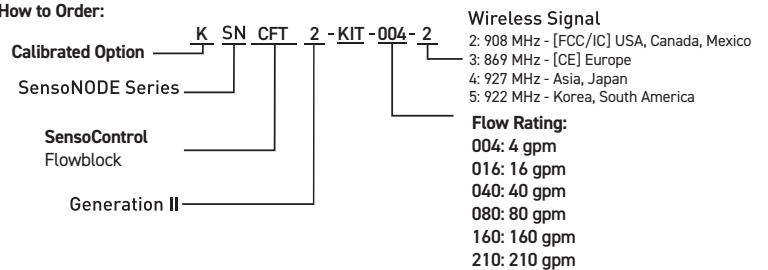 How to Order:
K SN CFT 2 - KIT - 004 - 2
Calibrated Option
SensoNODE Series
SensoControl
Flowblock
Generation II
Wireless Signal
2: 908 MHz - [FCC/IC] USA, Canada, Mexico
3: 869 MHz - [CE] Europe
4: 927 MHz - Asia, Japan
5: 922 MHz - Korea, South America
Flow Rating:
004: 4 gpm
016: 16 gpm
040: 40 gpm
080: 80 gpm
160: 160 gpm
210: 210 gpm